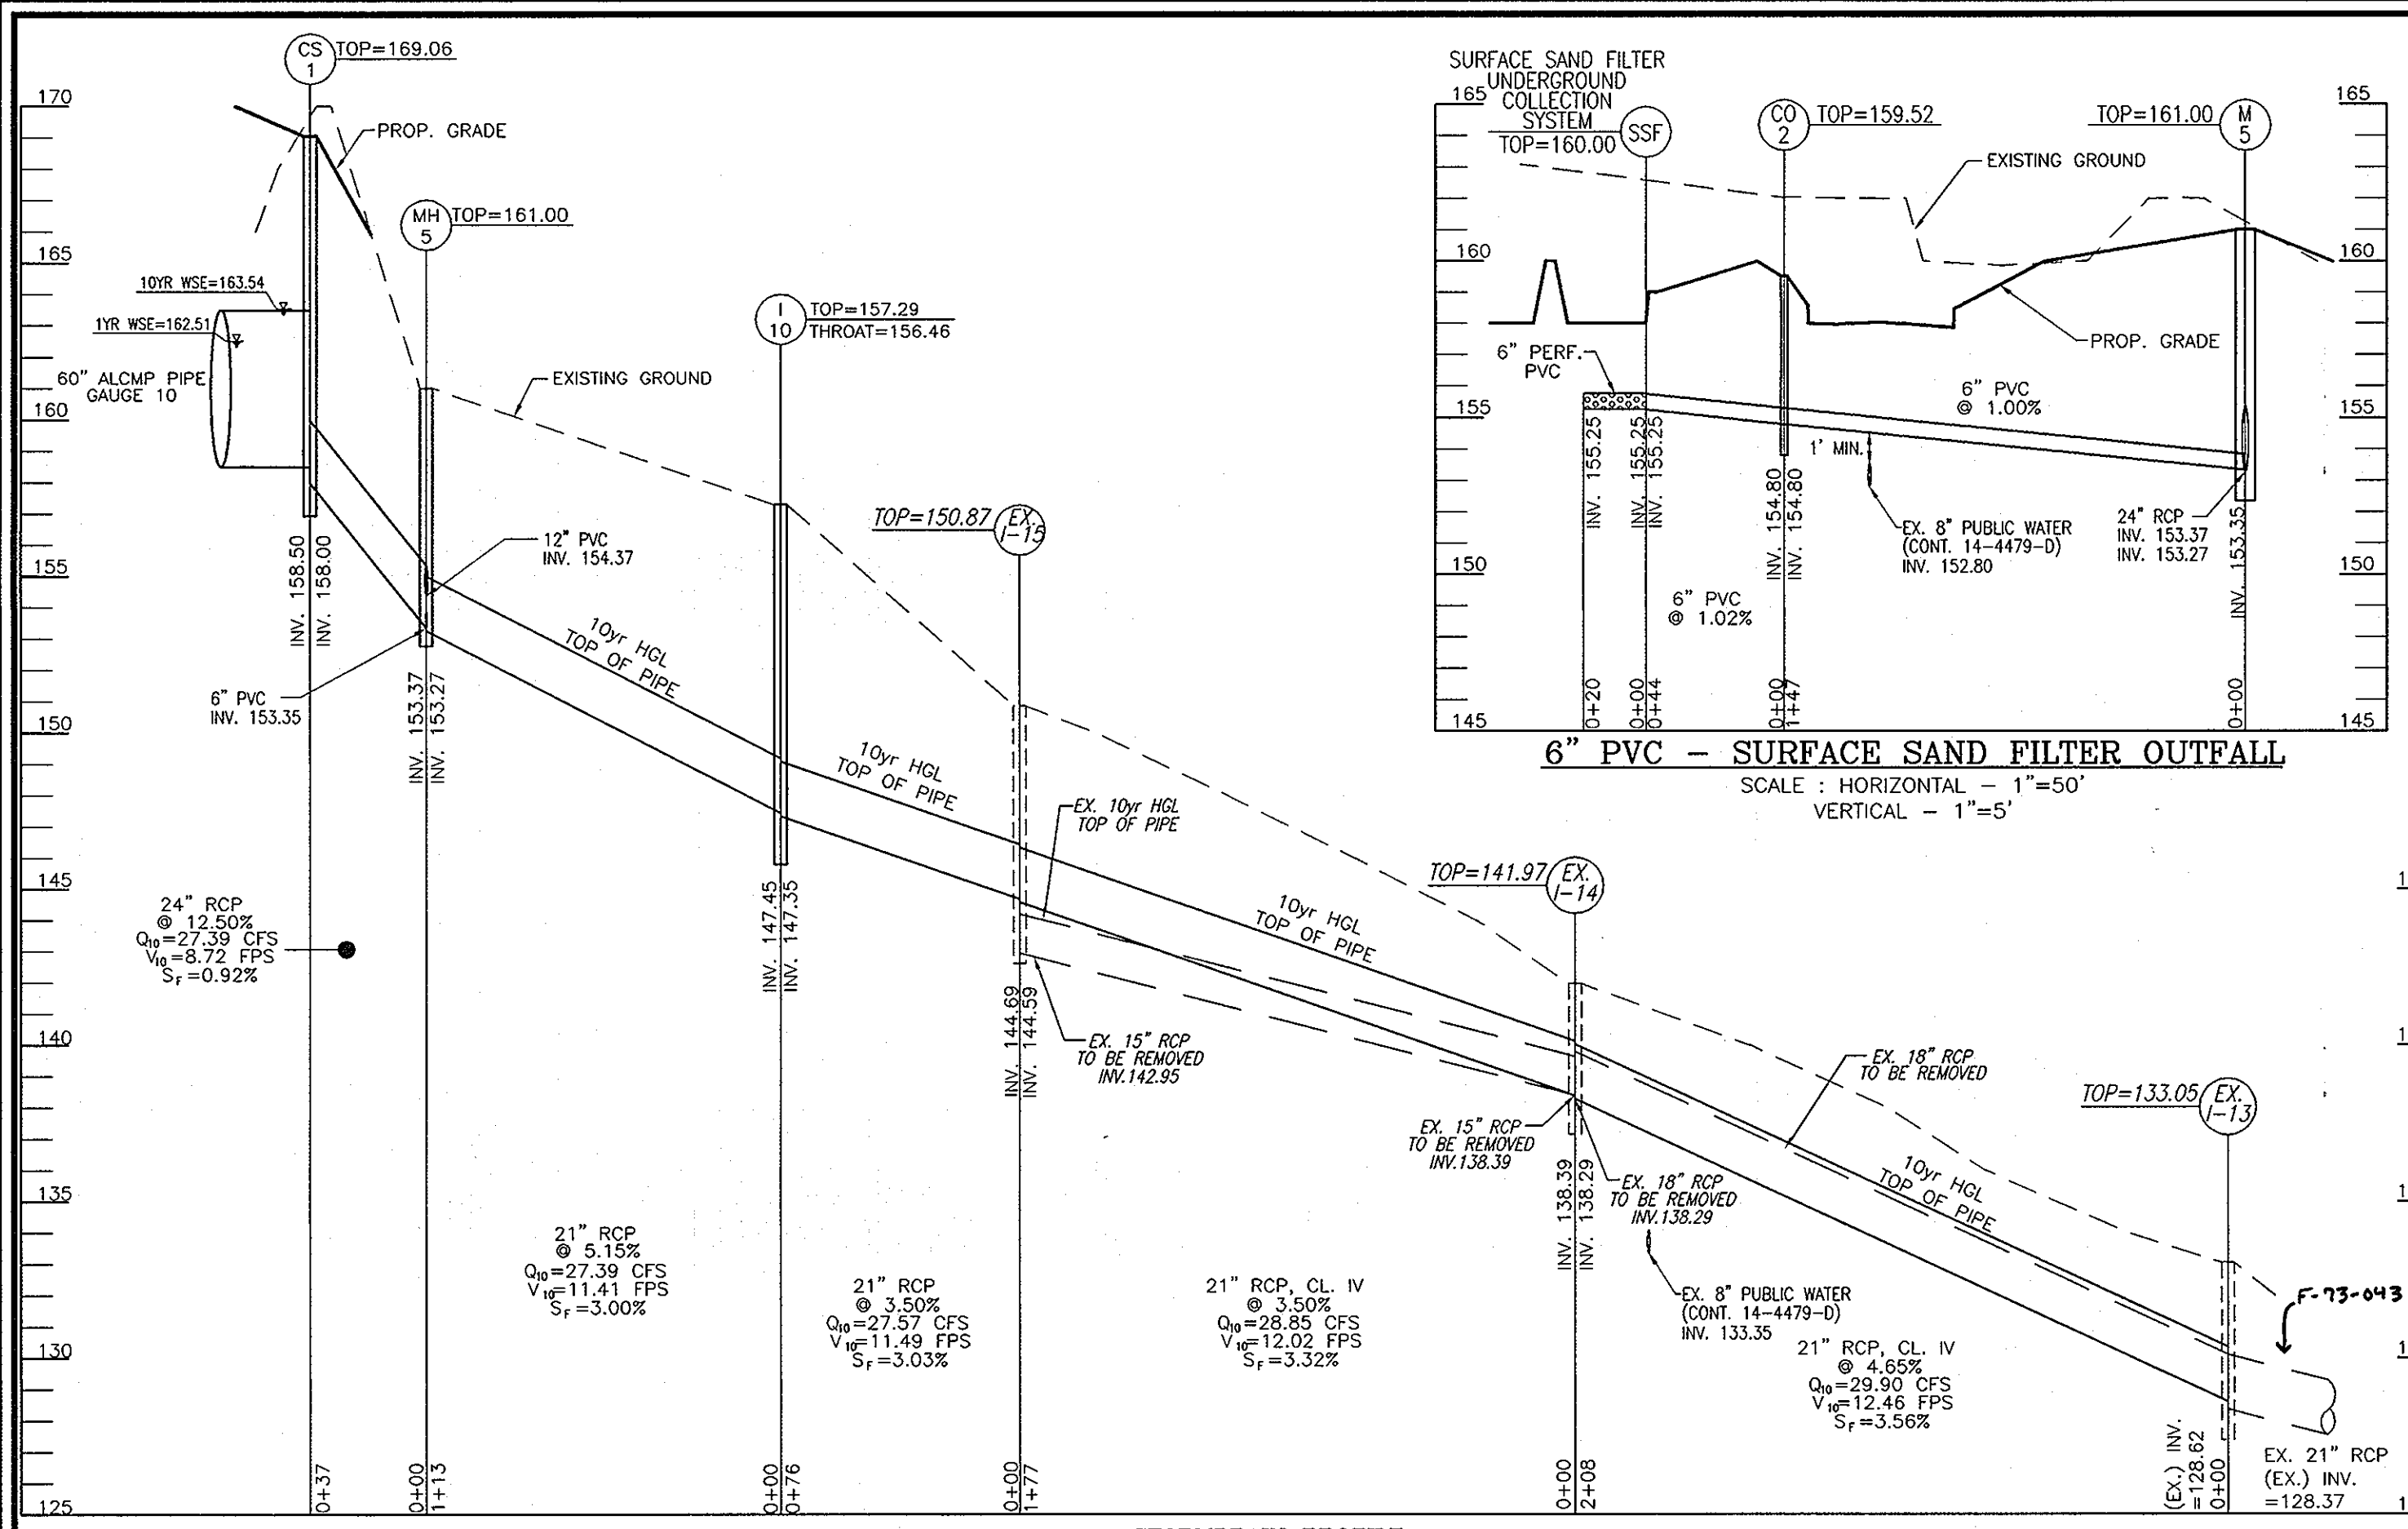 CS
1
TOP=169.06
170
PROP. GRADE
MH
5
TOP=161.00
165
10YR WSE=163.54
1YR WSE=162.51
60" ALCMP PIPE
GAUGE 10
160
EXISTING GROUND
I
10
TOP=157.29
THROAT=156.46
12" PVC
INV. 154.37
155
INV. 158.50
INV. 158.00
6" PVC
INV. 153.35
INV. 153.37
INV. 153.27
10yr HGL
TOP OF PIPE
150
TOP=150.87
EX.
I-15
10yr HGL
TOP OF PIPE
EX. 10yr HGL
TOP OF PIPE
145
INV. 147.45
INV. 147.35
24" RCP
@ 12.50%
Q10=27.39 CFS
V10=8.72 FPS
SF=0.92%
INV. 144.69
INV. 144.59
EX. 15" RCP
TO BE REMOVED
INV.142.95
10yr HGL
TOP OF PIPE
TOP=141.97
EX.
I-14
140
EX. 15" RCP
TO BE REMOVED
INV.138.39
INV. 138.39
INV. 138.29
EX. 18" RCP
TO BE REMOVED
INV.138.29
EX. 18" RCP
TO BE REMOVED
TOP=133.05
EX.
I-13
10yr HGL
TOP OF PIPE
135
21" RCP
@ 5.15%
Q10=27.39 CFS
V10=11.41 FPS
SF=3.00%
21" RCP
@ 3.50%
Q10=27.57 CFS
V10=11.49 FPS
SF=3.03%
21" RCP, CL. IV
@ 3.50%
Q10=28.85 CFS
V10=12.02 FPS
SF=3.32%
EX. 8" PUBLIC WATER
(CONT. 14-4479-D)
INV. 133.35
21" RCP, CL. IV
@ 4.65%
Q10=29.90 CFS
V10=12.46 FPS
SF=3.56%
F-73-043
130
125
0+37
0+00
1+13
0+00
0+76
0+00
1+77
0+00
2+08
(EX.) INV.
=128.62
0+00
EX. 21" RCP
(EX.) INV.
=128.37
SURFACE SAND FILTER
UNDERGROUND
COLLECTION
SYSTEM
TOP=160.00
SSF
CO
2
TOP=159.52
TOP=161.00
M
5
165
165
EXISTING GROUND
160
160
PROP. GRADE
6" PERF.
PVC
6" PVC
@ 1.00%
155
155
1' MIN.
INV. 155.25
INV. 155.25
INV. 155.25
INV. 154.80
INV. 154.80
EX. 8" PUBLIC WATER
(CONT. 14-4479-D)
INV. 152.80
24" RCP
INV. 153.37
INV. 153.27
INV. 153.35
150
150
6" PVC
@ 1.02%
0+20
0+00
0+44
0+00
1+47
0+00
145
145
6" PVC - SURFACE SAND FILTER OUTFALL
SCALE : HORIZONTAL - 1"=50'
VERTICAL - 1"=5'